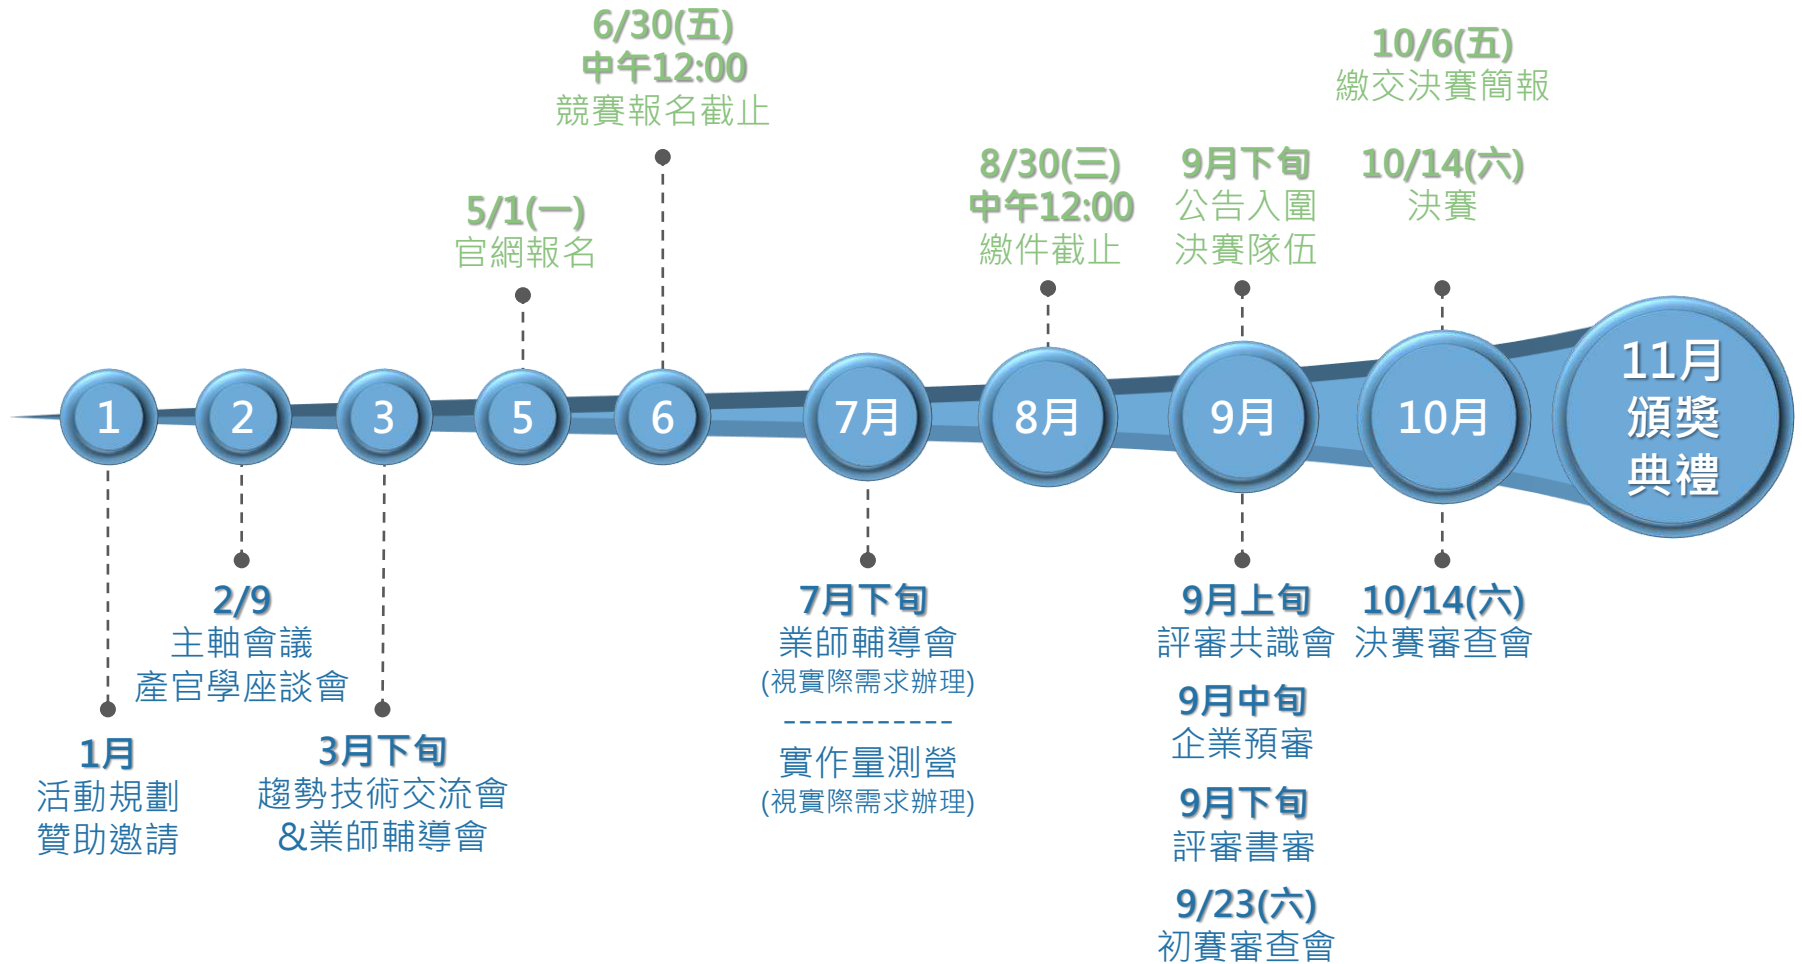 6/30(五)
中午12:00
競賽報名截止
10/6(五)
繳交決賽簡報
5/1(一)
官網報名
8/30(三)
中午12:00
繳件截止
9月下旬
公告入圍
決賽隊伍
10/14(六)
決賽
1
2
3
5
6
7月
8月
9月
10月
11月
頒獎
典禮
1月
活動規劃
贊助邀請
2/9
主軸會議
產官學座談會
3月下旬
趨勢技術交流會
&業師輔導會
7月下旬
業師輔導會
(視實際需求辦理)
-----------
實作量測營
(視實際需求辦理)
9月上旬
評審共識會
9月中旬
企業預審
9月下旬
評審書審
9/23(六)
初賽審查會
10/14(六)
決賽審查會